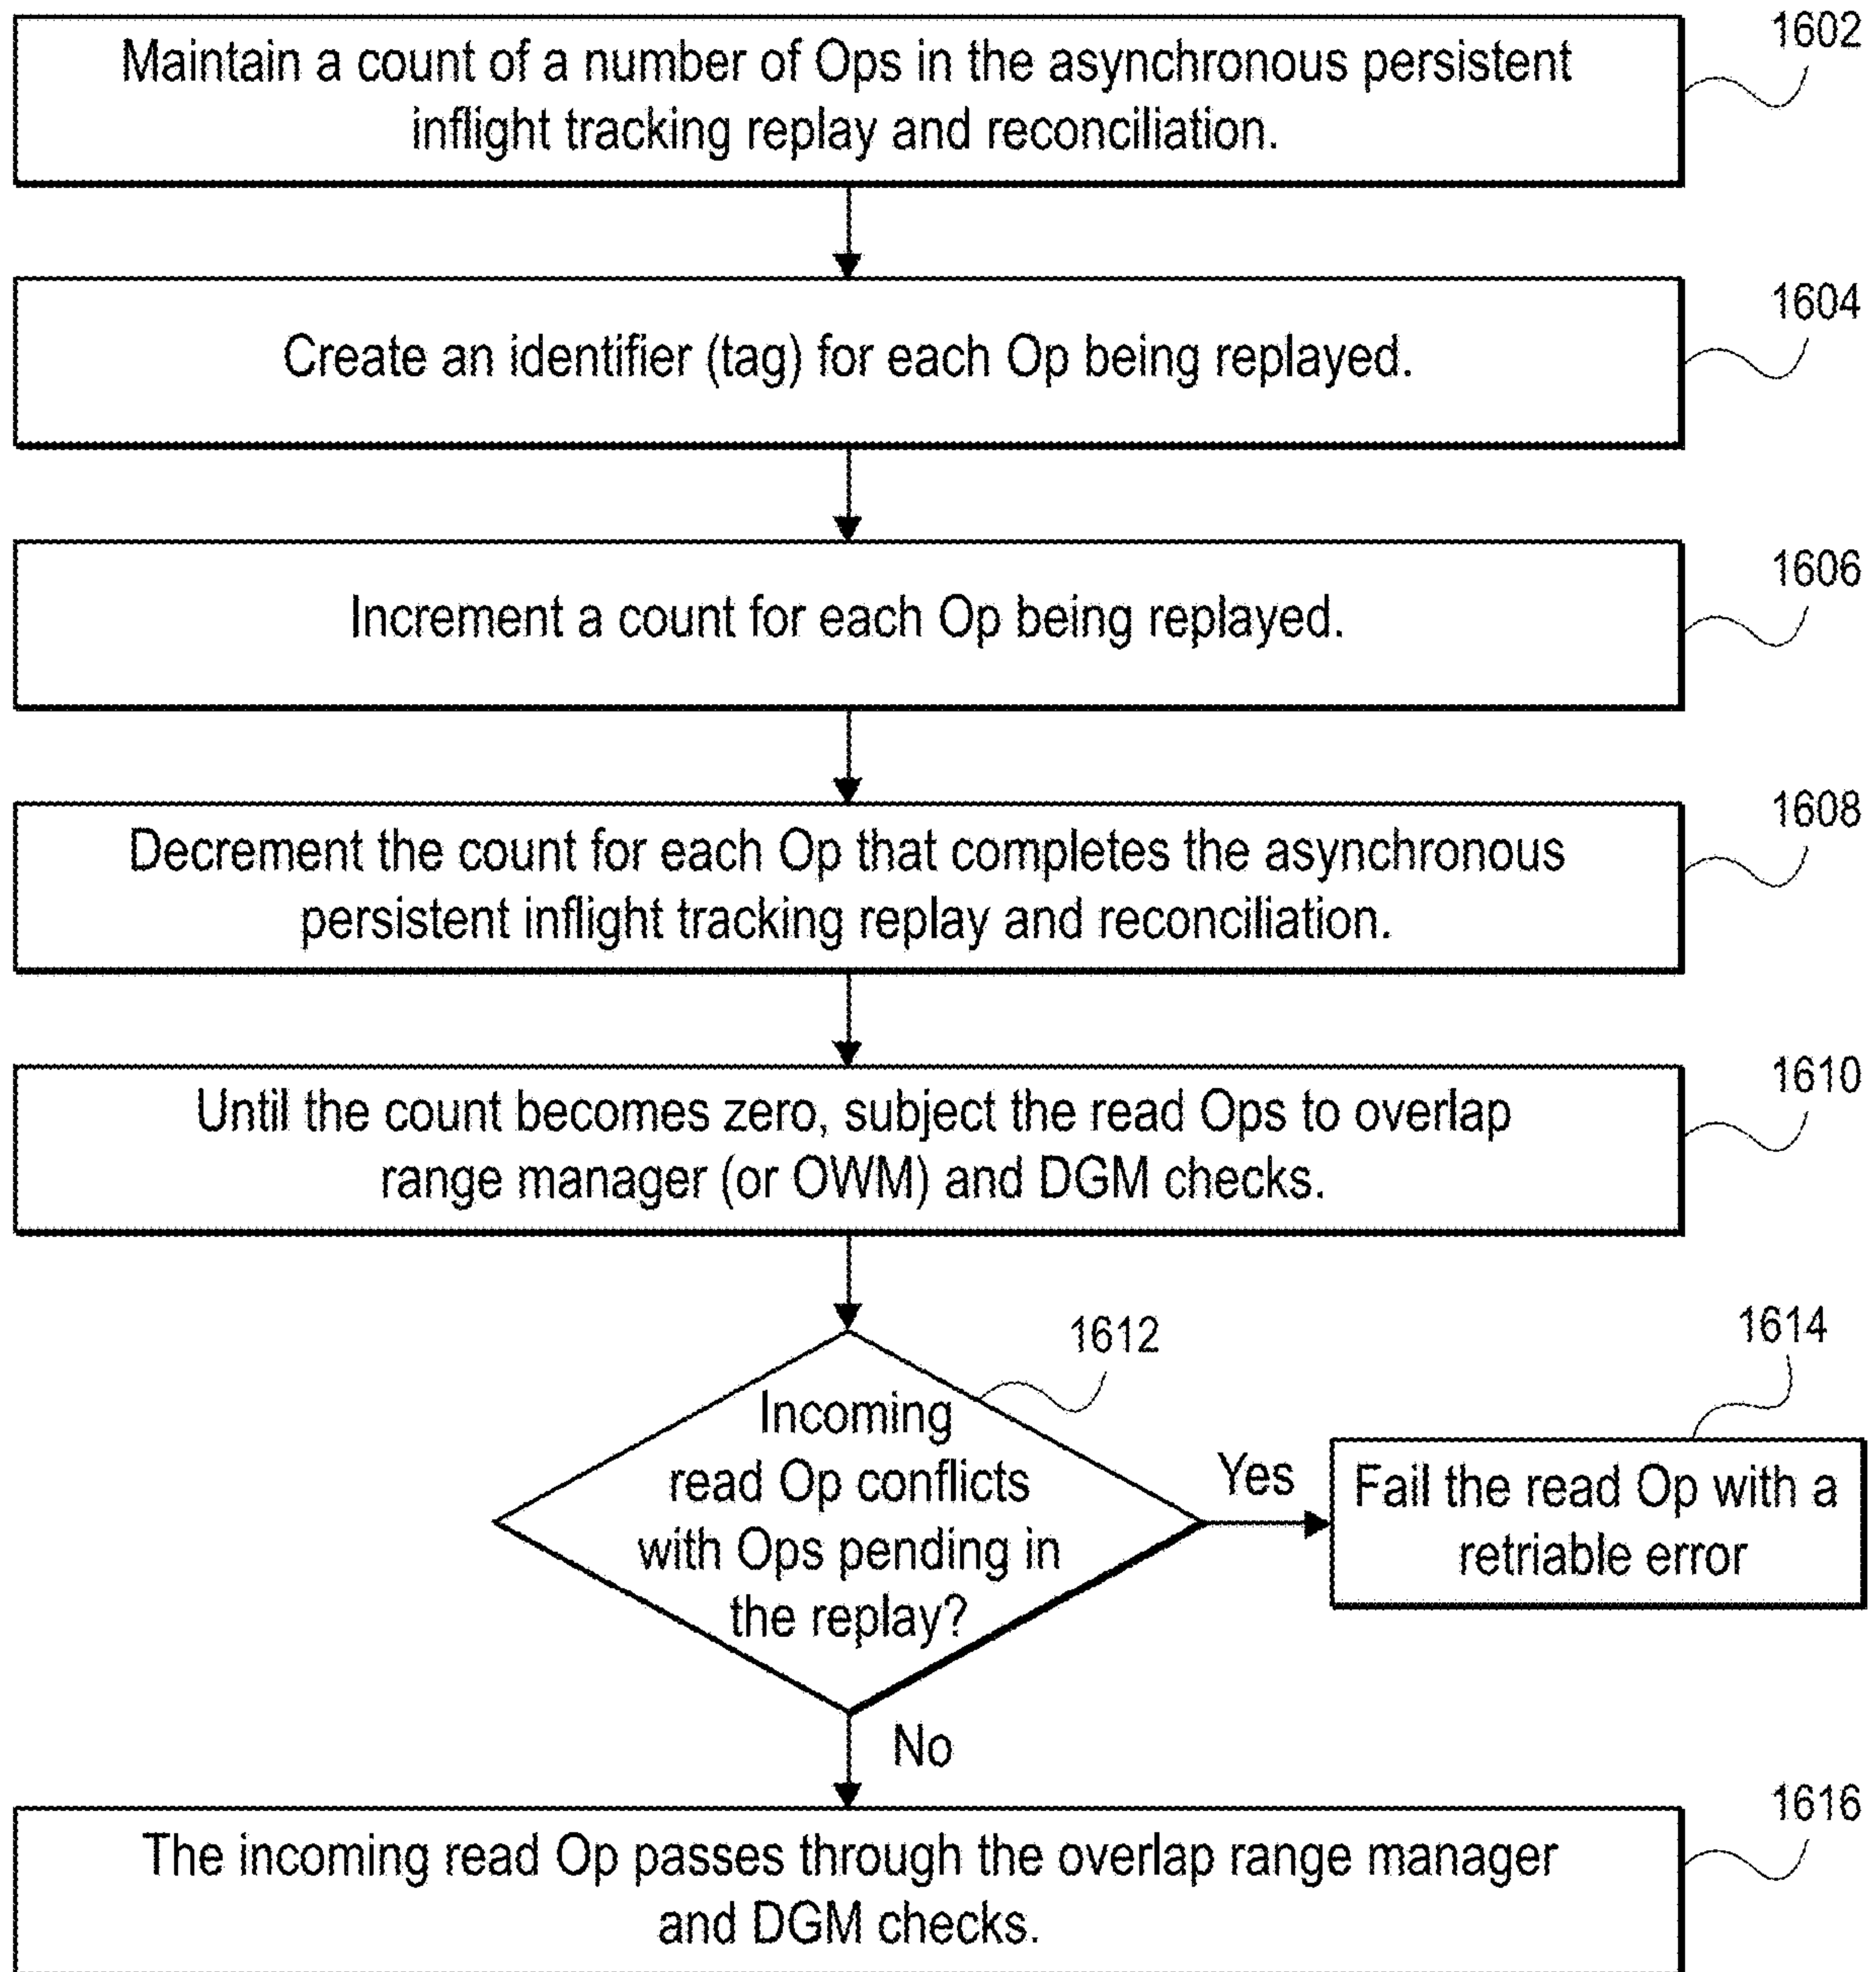 1602
Maintain a count of a number of Ops in the asynchronous persistent
inflight tracking replay and reconciliation.
1604
Create an identifier (tag) for each Op being replayed.
1606
Increment a count for each Op being replayed.
1608
Decrement the count for each Op that completes the asynchronous
persistent inflight tracking replay and reconciliation.
1610
Until the count becomes zero, subject the read Ops to overlap
range manager (or OWM) and DGM checks.
1612
Incoming
read Op conflicts
with Ops pending in
the replay?
Yes
1614
Fail the read Op with a
retriable error
No
1616
The incoming read Op passes through the overlap range manager
and DGM checks.